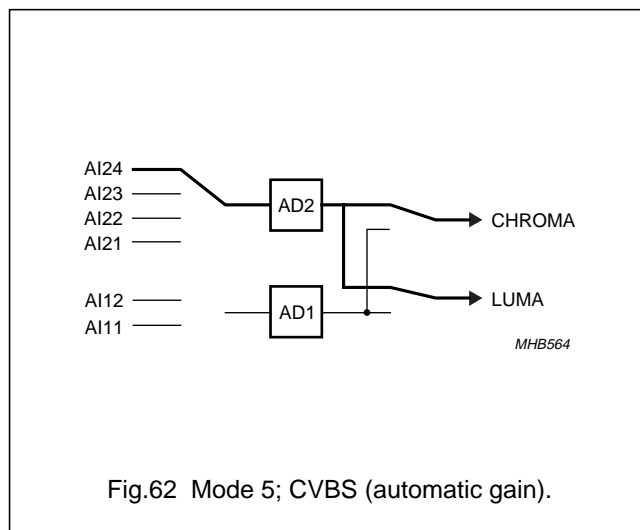 AI24
AI23
AI22
AI21
AD2
CHROMA
AI12
AI11
AD1
LUMA
MHB564
Fig.62 Mode 5; CVBS (automatic gain).